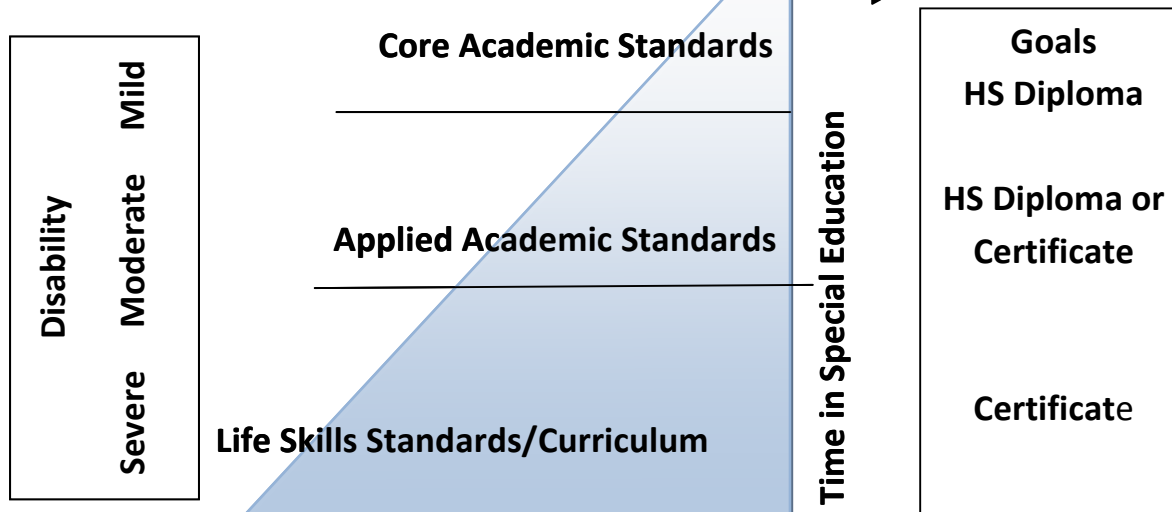 Disability
Severe Moderate Mild
Core Academic Standards
Applied Academic Standards
Life Skills Standards/Curriculum
Time in Special Education
Goals
HS Diploma
HS Diploma or
Certificate
Certificate